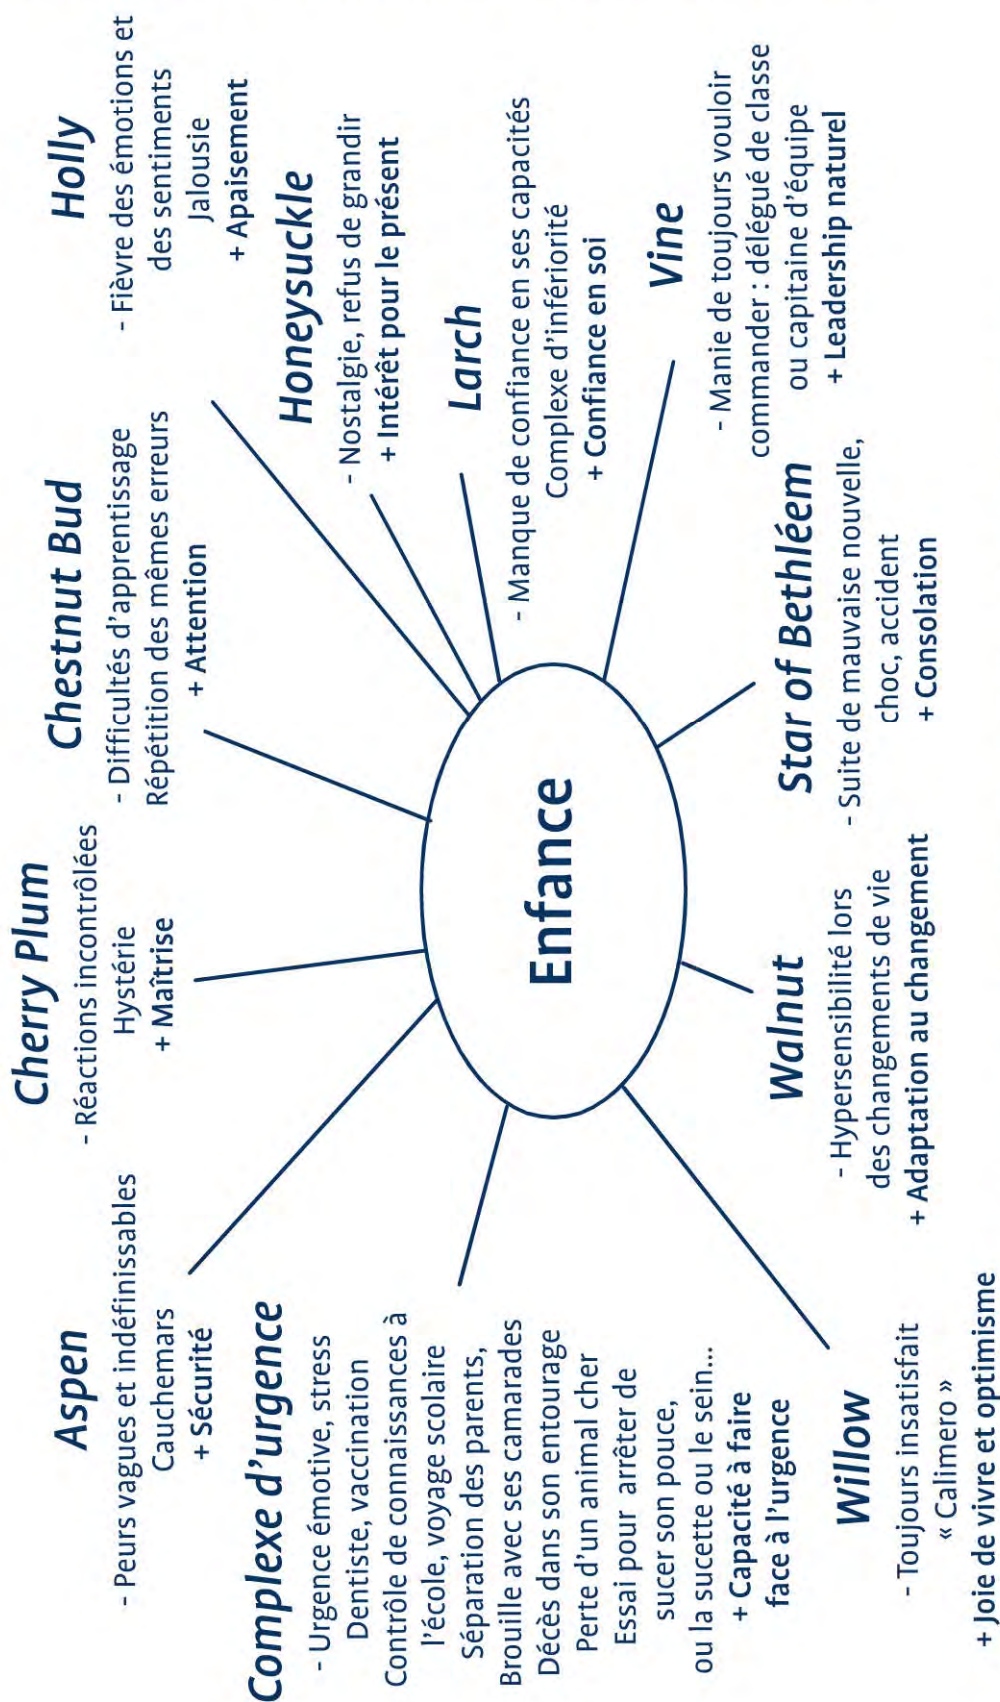 Aspen
- Peurs vagues et indéfinissables
Cauchemars
+ Sécurité
Cherry Plum
- Réactions incontrôlées
Hystérie
+ Maîtrise
Chestnut Bud
- Difficultés d'apprentissage
Répétition des mêmes erreurs
+ Attention
Holly
- Fièvre des émotions et
des sentiments
Jalousie
+ Apaisement
Honeysuckle
- Nostalgie, refus de grandir
+ Intérêt pour le présent
Larch
- Manque de confiance en ses capacités
Complexe d'infériorité
+ Confiance en soi
Vine
- Manie de toujours vouloir
commander : délégué de classe
ou capitaine d'équipe
+ Leadership naturel
Enfance
Complexe d'urgence
- Urgence émotive, stress
Dentiste, vaccination
Contrôle de connaissances à
l'école, voyage scolaire
Séparation des parents,
Brouille avec ses camarades
Décès dans son entourage
Perte d'un animal cher
Essai pour arrêter de
sucer son pouce,
ou la sucette ou le sein...
+ Capacité à faire
face à l'urgence
Willow
- Toujours insatisfait
« Calimero »
+ Joie de vivre et optimisme
Walnut
- Hypersensibilité lors
des changements de vie
+ Adaptation au changement
Star of Bethléem
- Suite de mauvaise nouvelle,
choc, accident
+ Consolation